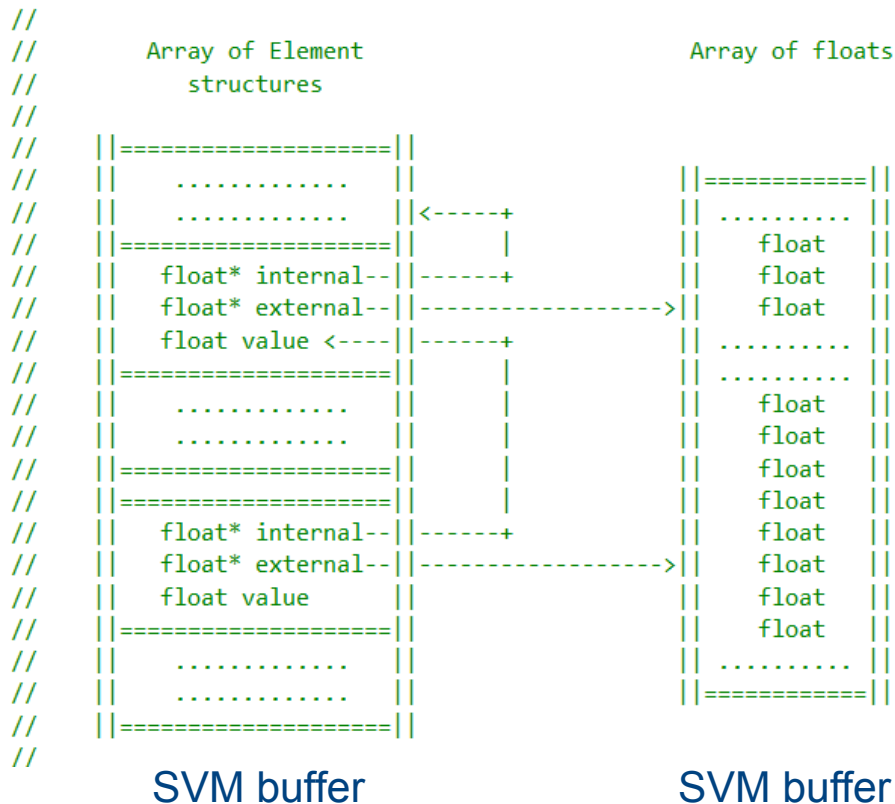 //
//        Array of Element                        Array of floats
//           structures
//
//    ||====================||
//    ||    .............   ||                   ||============||
//    ||    .............   ||<-----+            || .......... ||
//    ||====================||      |            ||    float   ||
//    ||   float* internal--||------+            ||    float   ||
//    ||   float* external--||------------------>||    float   ||
//    ||   float value <----||------+            || .......... ||
//    ||====================||      |            || .......... ||
//    ||    .............   ||      |            ||    float   ||
//    ||    .............   ||      |            ||    float   ||
//    ||====================||      |            ||    float   ||
//    ||====================||      |            ||    float   ||
//    ||   float* internal--||------+            ||    float   ||
//    ||   float* external--||------------------>||    float   ||
//    ||   float value      ||                   ||    float   ||
//    ||====================||                   ||    float   ||
//    ||    .............   ||                   || .......... ||
//    ||    .............   ||                   ||============||
//    ||====================||
//
SVM buffer                        SVM buffer